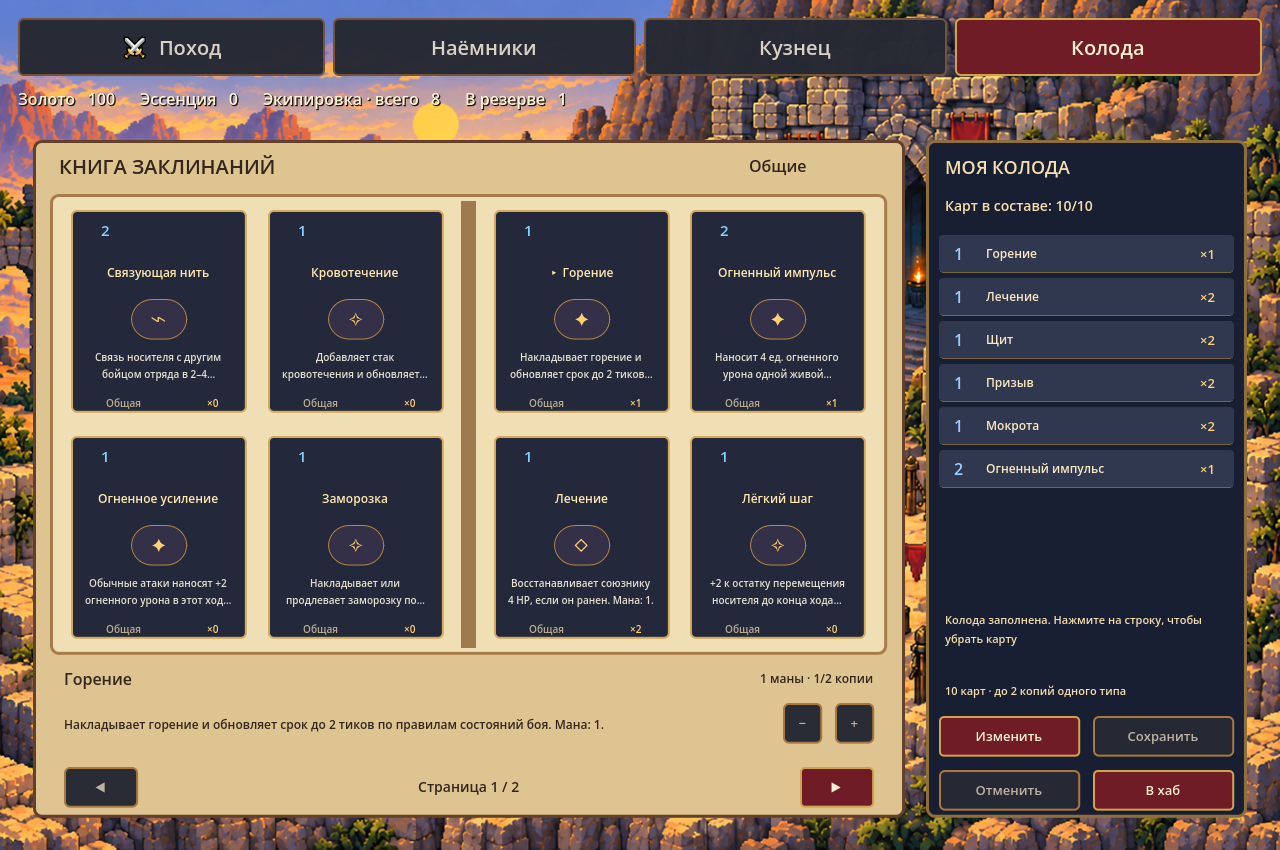 Поход
Наёмники
Кузнец
Колода
Золото 100 Эссенция 0 Экипировка · всего 8 В резерве 1
КНИГА ЗАКЛИНАНИЙ
Общие
2
Связующая нить
Связь носителя с другим
бойцом отряда в 2–4...
Общая ×0
1
Кровотечение
Добавляет стак
кровотечения и обновляет...
Общая ×0
1
‣ Горение
Накладывает горение и
обновляет срок до 2 тиков...
Общая ×1
2
Огненный импульс
Наносит 4 ед. огненного
урона одной живой...
Общая ×1
1
Огненное усиление
Обычные атаки наносят +2
огненного урона в этот ход...
Общая ×0
1
Заморозка
Накладывает или
продлевает заморозку по...
Общая ×0
1
Лечение
Восстанавливает союзнику
4 HP, если он ранен. Мана: 1.
Общая ×2
1
Лёгкий шаг
+2 к остатку перемещения
носителя до конца хода...
Общая ×0
Горение
1 маны · 1/2 копии
Накладывает горение и обновляет срок до 2 тиков по правилам состояний боя. Мана: 1.
− +
◄ Страница 1 / 2 ►
МОЯ КОЛОДА
Карт в составе: 10/10
1 Горение ×1
1 Лечение ×2
1 Щит ×2
1 Призыв ×2
1 Мокрота ×2
2 Огненный импульс ×1
Колода заполнена. Нажмите на строку, чтобы
убрать карту
10 карт · до 2 копий одного типа
Изменить
Сохранить
Отменить
В хаб